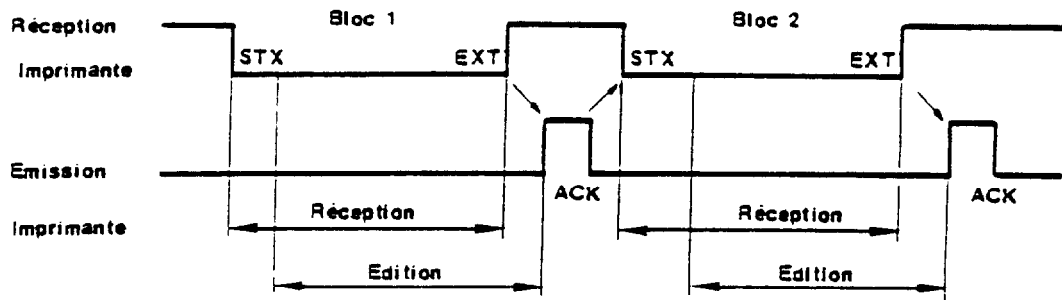 Bloc 1 Bloc 2
Réception
STX EXT STX EXT
Imprimante
Emission
ACK ACK
Réception Réception
Imprimante
Edition Edition